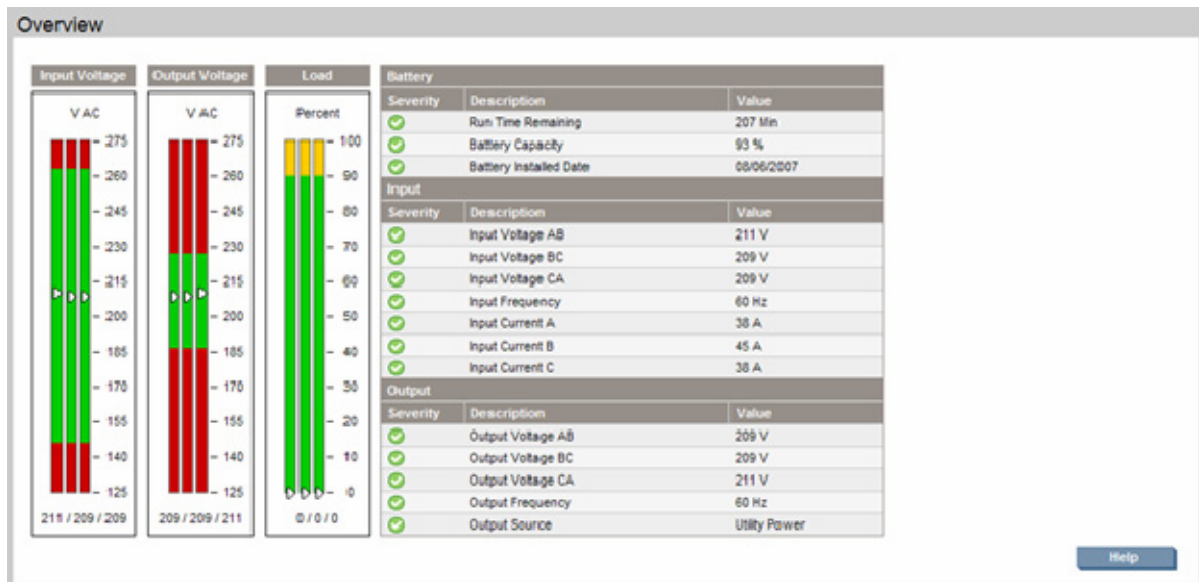 Overview
Input Voltage
V AC
275
260
245
230
215
200
185
170
155
140
125
211 / 209 / 209
Output Voltage
V AC
275
260
245
230
215
200
185
170
155
140
125
209 / 209 / 211
Load
Percent
100
90
80
70
60
50
40
30
20
10
0
0 / 0 / 0
Battery
Severity Description Value
Run Time Remaining 207 Min
Battery Capacity 93 %
Battery Installed Date 08/06/2007
Input
Severity Description Value
Input Voltage AB 211 V
Input Voltage BC 209 V
Input Voltage CA 209 V
Input Frequency 60 Hz
Input Current A 38 A
Input Current B 45 A
Input Current C 38 A
Output
Severity Description Value
Output Voltage AB 209 V
Output Voltage BC 209 V
Output Voltage CA 211 V
Output Frequency 60 Hz
Output Source Utility Power
Help